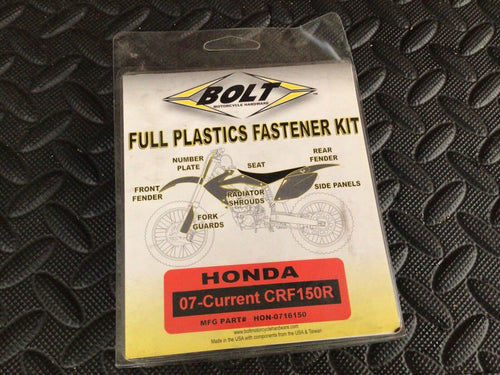 BOLT
MOTORCYCLE HARDWARE
FULL PLASTICS FASTENER KIT
NUMBER
PLATE
SEAT
REAR
FENDER
FRONT
FENDER
RADIATOR
SHROUDS
SIDE PANELS
FORK
GUARDS
HONDA
07-Current CRF150R
MFG PART# HON-0716150
www.boltmotorcyclehardware.com
Made in the USA with components from the USA & Taiwan